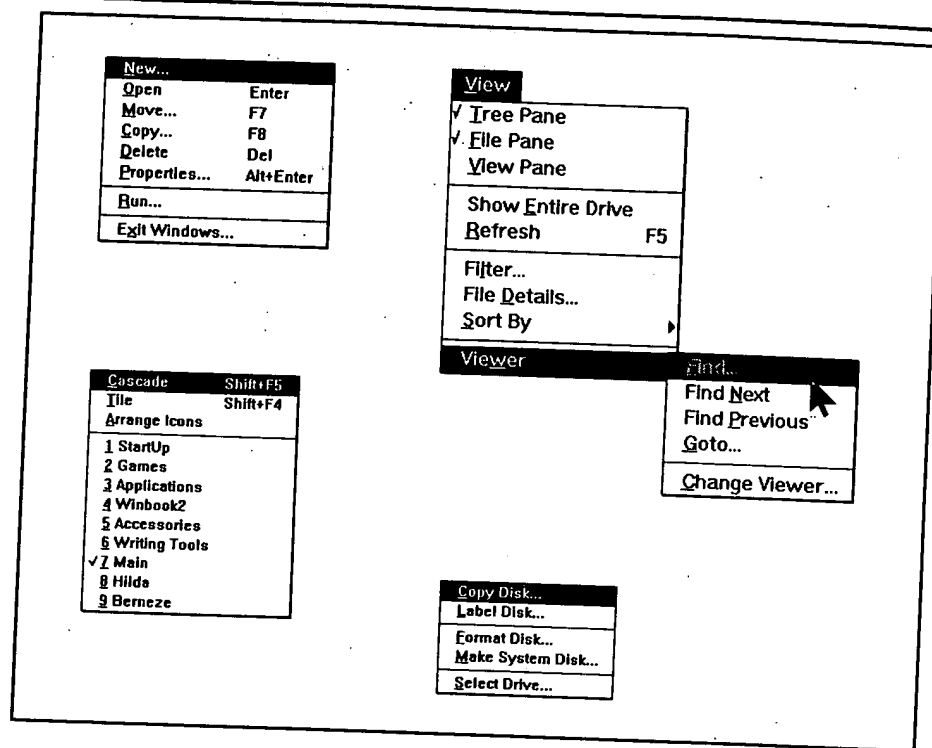 New...
Open Enter
Move... F7
Copy... F8
Delete Del
Properties... Alt+Enter
Run...
Exit Windows...
View
√ Tree Pane
√ File Pane
View Pane
Show Entire Drive
Refresh F5
Filter...
File Details...
Sort By
Viewer
Find...
Find Next
Find Previous
Goto...
Change Viewer...
Cascade Shift+F5
Tile Shift+F4
Arrange Icons
1 StartUp
2 Games
3 Applications
4 Winbook2
5 Accessories
6 Writing Tools
√ 7 Main
8 Hilda
9 Berneze
Copy Disk...
Label Disk...
Format Disk...
Make System Disk...
Select Drive...